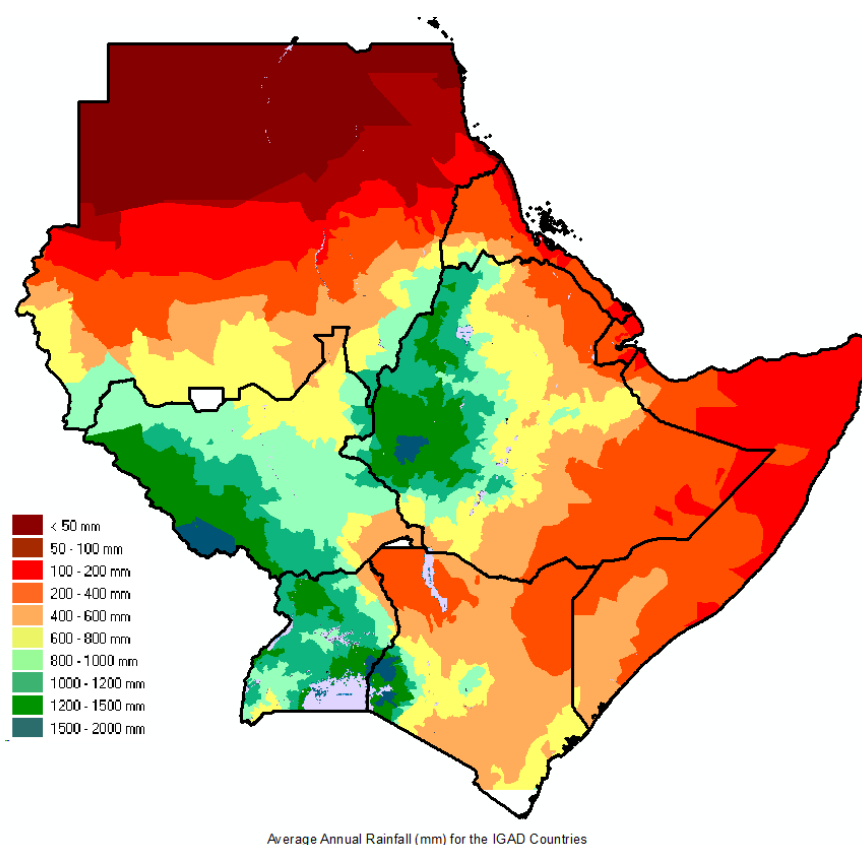 < 50 mm
50 - 100 mm
100 - 200 mm
200 - 400 mm
400 - 600 mm
600 - 800 mm
800 - 1000 mm
1000 - 1200 mm
1200 - 1500 mm
1500 - 2000 mm
Average Annual Rainfall (mm) for the IGAD Countries